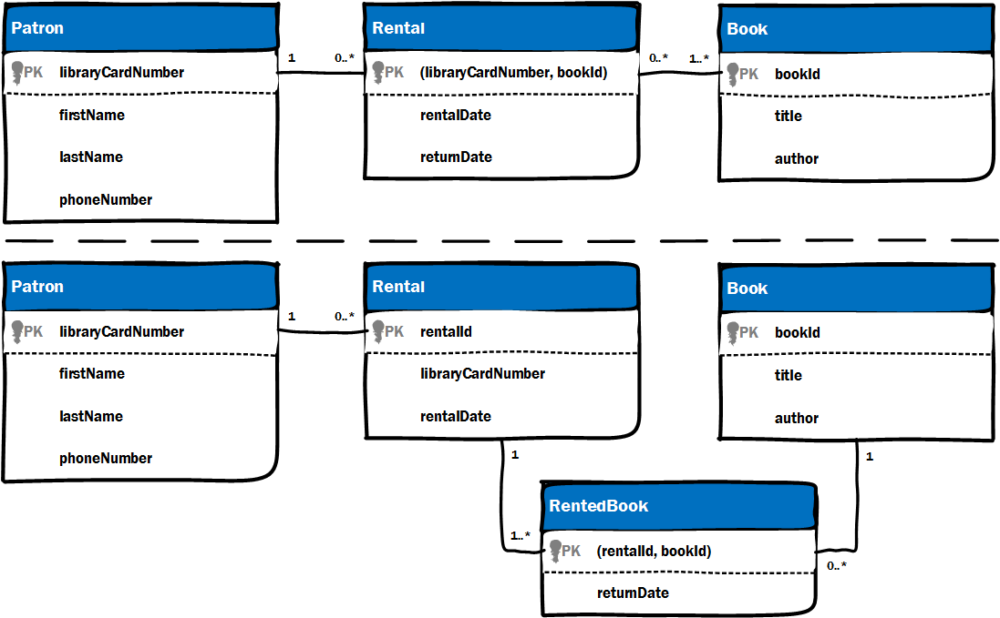 Patron
PK libraryCardNumber
firstName
lastName
phoneNumber
1 0..*
Rental
PK (libraryCardNumber, bookId)
rentalDate
returnDate
0..* 1..*
Book
PK bookId
title
author
Patron
PK libraryCardNumber
firstName
lastName
phoneNumber
1 0..*
Rental
PK rentalId
libraryCardNumber
rentalDate
Book
PK bookId
title
author
1
1..*
RentedBook
PK (rentalId, bookId)
returnDate
1
0..*